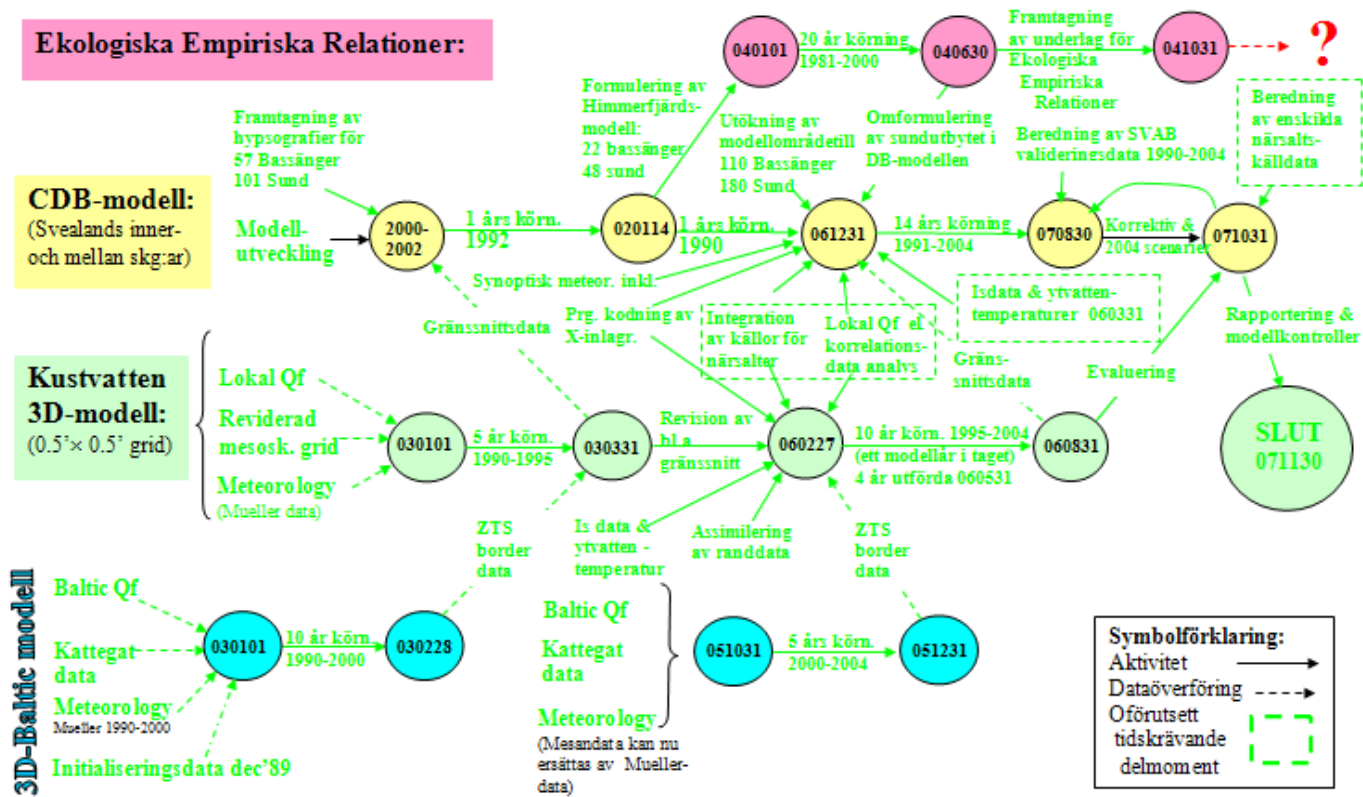 Ekologiska Empiriska Relationer:
040101
20 år körning
1981-2000
040630
Framtagning
av underlag för
Ekologiska
Empiriska
Relationer
041031
?
Formulering av
Himmerfjärds-
modell:
22 bassänger
48 sund
Framtagning av
hypsografier för
57 Bassänger
101 Sund
Utökning av
modellområdetill
110 Bassänger
180 Sund
Omformulering
av sundutbytet i
DB-modellen
Beredning av SVAB
valideringsdata 1990-2004
Beredning
av enskilda
närsalts-
källdata
CDB-modell:
(Svealands inner-
och mellan skg:ar)
Modell-
utveckling
2000-
2002
1 års körn.
1992
020114
1 års körn.
1990
061231
14 års körning
1991-2004
070830
Korrektiv &
2004 scenarier
071031
Synoptisk meteor. inkl.
Gränssnittsdata
Prg. kodning av
X-inlagr.
Integration
av källor för
närsalter
Lokal Qf el.
korrelations-
data analys
Isdata & ytvatten-
temperaturer 060331
Gräns-
snittsdata
Evaluering
Rapportering &
modellkontroller
Kustvatten
3D-modell:
(0.5’× 0.5’ grid)
Lokal Qf
Reviderad
mesosk. grid
Meteorology
(Mueller data)
030101
5 år körn.
1990-1995
030331
Revision av
bl a
gränssnitt
060227
10 år körn. 1995-2004
(ett modellår i taget)
4 år utförda 060531
060831
SLUT
071130
ZTS
border
data
Is data &
ytvatten -
temperatur
Assimilering
av randdata
ZTS
border
data
3D-Baltic model
Baltic Qf
Kattegat
data
Meteorology
Mueller 1990-2000
Initialiseringsdata dec’89
030101
10 år körn.
1990-2000
030228
Baltic Qf
Kattegat
data
Meteorology
(Mesandata kan nu
ersättas av Mueller-
data)
051031
5 års körn.
2000-2004
051231
Symbolförklaring:
Aktivitet
Dataöverföring
Oförutsett
tidskrävande
delmoment